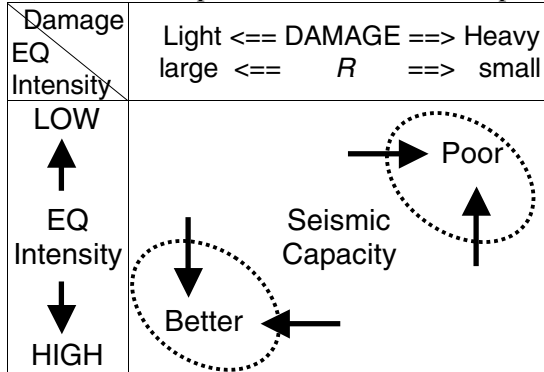 Damage
EQ
Intensity
Light <== DAMAGE ==> Heavy
large <== R ==> small
LOW
EQ
Intensity
HIGH
Poor
Seismic
Capacity
Better